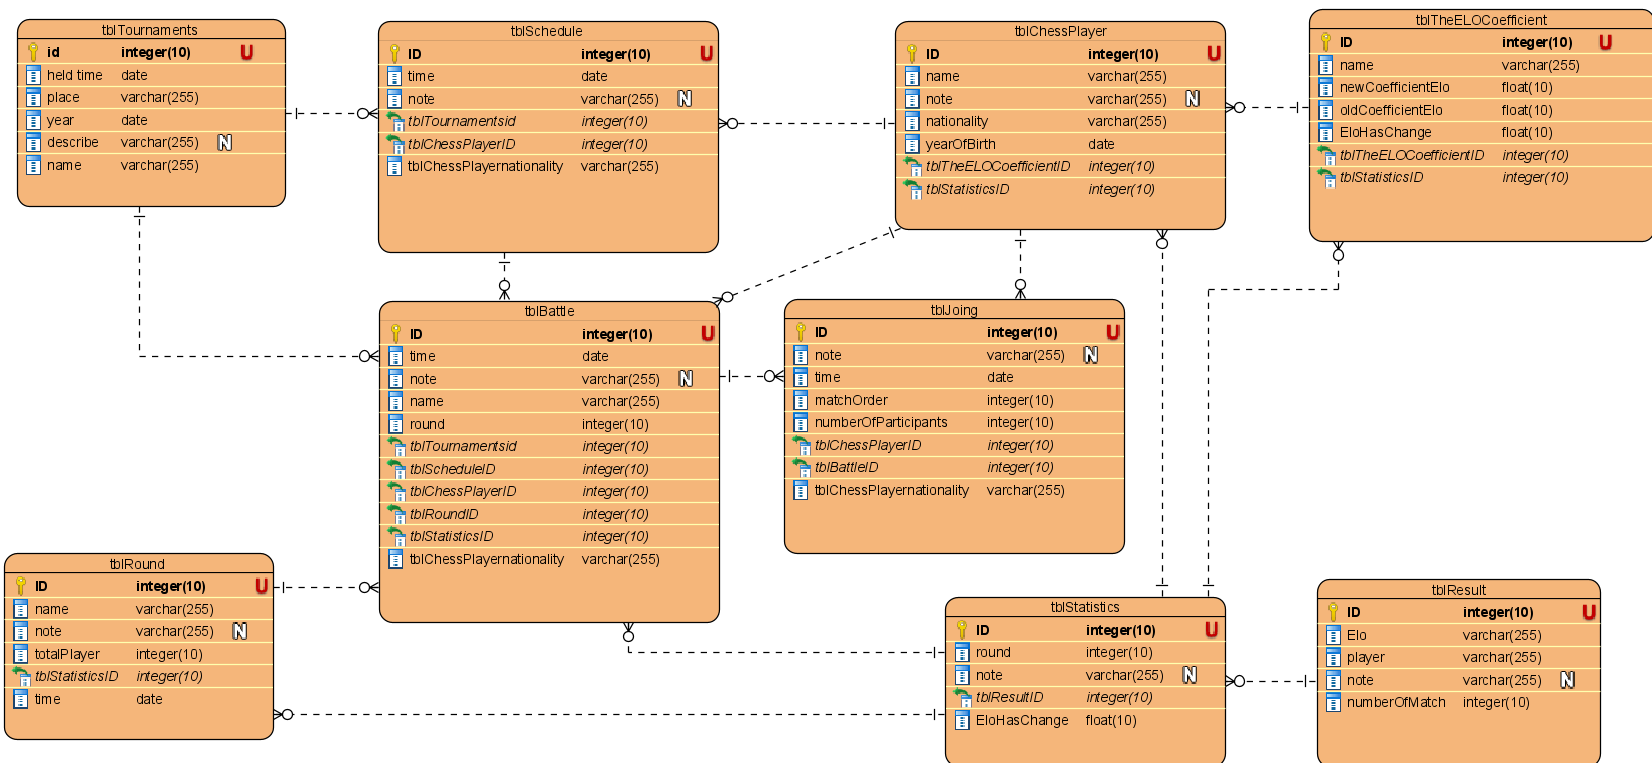 tblTournaments
id integer(10) U
held time date
place varchar(255)
year date
describe varchar(255) N
name varchar(255)
tblSchedule
ID integer(10) U
time date
note varchar(255) N
tblTournamentsid integer(10)
tblChessPlayerID integer(10)
tblChessPlayernationality varchar(255)
tblChessPlayer
ID integer(10) U
name varchar(255)
note varchar(255) N
nationality varchar(255)
yearOfBirth date
tblTheELOCoefficientID integer(10)
tblStatisticsID integer(10)
tblTheELOCoefficient
ID integer(10) U
name varchar(255)
newCoefficientElo float(10)
oldCoefficientElo float(10)
EloHasChange float(10)
tblTheELOCoefficientID integer(10)
tblStatisticsID integer(10)
tblBattle
ID integer(10) U
time date
note varchar(255) N
name varchar(255)
round integer(10)
tblTournamentsid integer(10)
tblScheduleID integer(10)
tblChessPlayerID integer(10)
tblRoundID integer(10)
tblStatisticsID integer(10)
tblChessPlayernationality varchar(255)
tblJoing
ID integer(10) U
note varchar(255) N
time date
matchOrder integer(10)
numberOfParticipants integer(10)
tblChessPlayerID integer(10)
tblBattleID integer(10)
tblChessPlayernationality varchar(255)
tblRound
ID integer(10) U
name varchar(255)
note varchar(255) N
totalPlayer integer(10)
tblStatisticsID integer(10)
time date
tblStatistics
ID integer(10) U
round integer(10)
note varchar(255) N
tblResultID integer(10)
EloHasChange float(10)
tblResult
ID integer(10) U
Elo varchar(255)
player varchar(255)
note varchar(255) N
numberOfMatch integer(10)